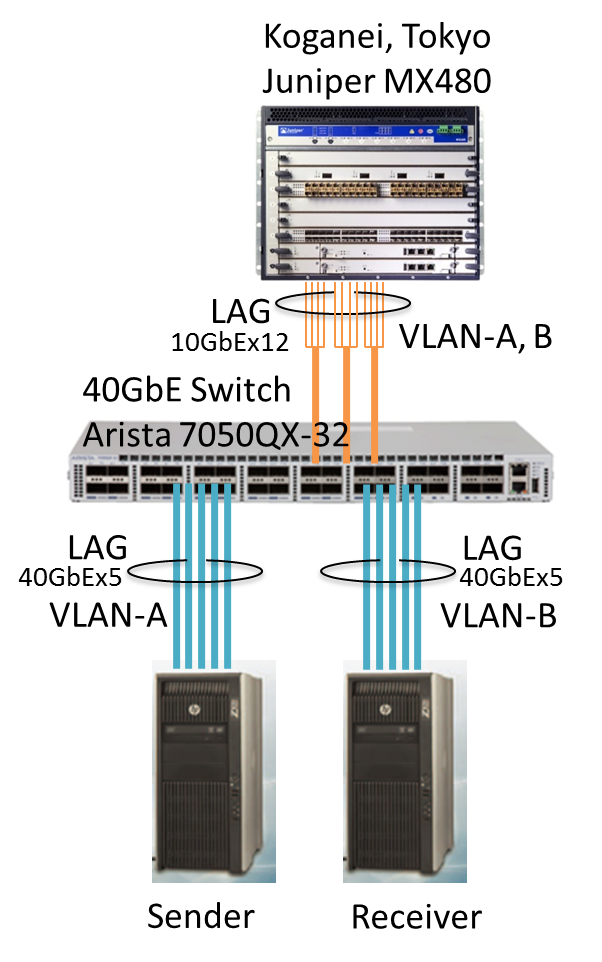 Koganei, Tokyo
Juniper MX480
LAG
10GbEx12
VLAN-A, B
40GbE Switch
Arista 7050QX-32
LAG
40GbEx5
VLAN-A
LAG
40GbEx5
VLAN-B
Sender
Receiver